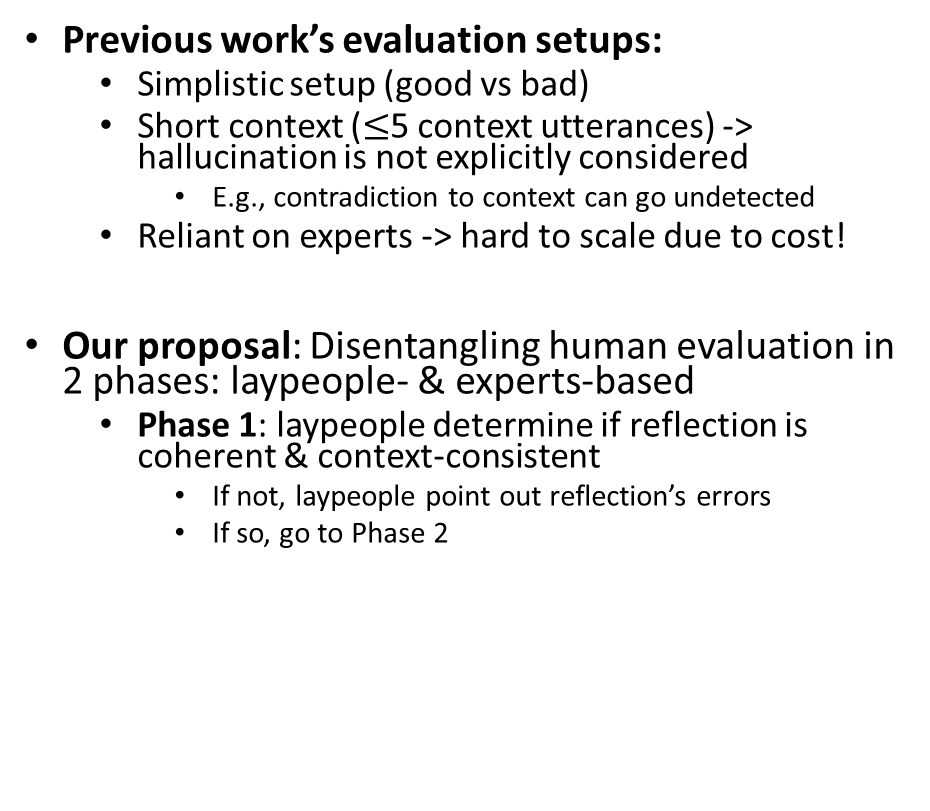 • Previous work’s evaluation setups:
• Simplistic setup (good vs bad)
• Short context (≤5 context utterances) ->
hallucination is not explicitly considered
• E.g., contradiction to context can go undetected
• Reliant on experts -> hard to scale due to cost!
• Our proposal: Disentangling human evaluation in
2 phases: laypeople- & experts-based
• Phase 1: laypeople determine if reflection is
coherent & context-consistent
• If not, laypeople point out reflection’s errors
• If so, go to Phase 2